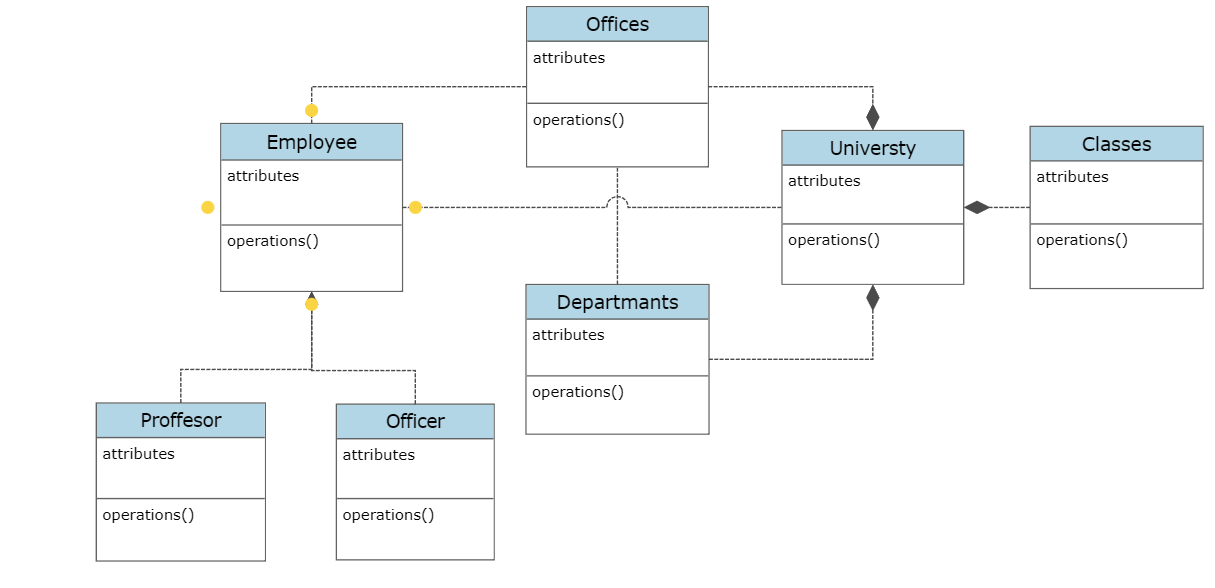 Offices
attributes
operations()
Employee
attributes
operations()
Universty
attributes
operations()
Classes
attributes
operations()
Departmants
attributes
operations()
Proffesor
attributes
operations()
Officer
attributes
operations()